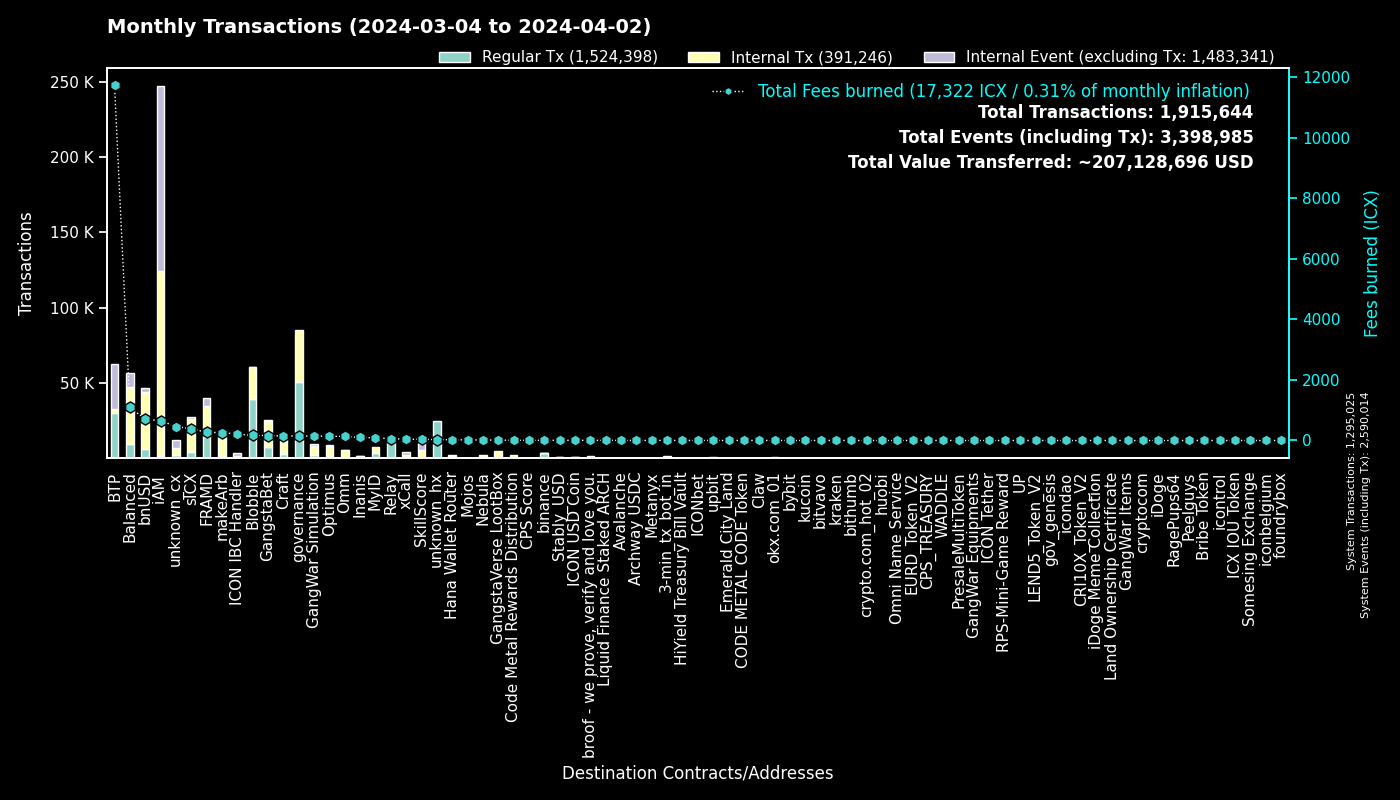 Monthly Transactions (2024-03-04 to 2024-04-02)
Regular Tx (1,524,398)
Internal Tx (391,246)
Internal Event (excluding Tx: 1,483,341)
Total Fees burned (17,322 ICX / 0.31% of monthly inflation)
Total Transactions: 1,915,644
Total Events (including Tx): 3,398,985
Total Value Transferred: ~207,128,696 USD
Transactions
250 K
200 K
150 K
100 K
50 K
12000
10000
8000
6000
4000
2000
0
Fees burned (ICX)
System Transactions: 1,295,025
System Events (including Tx): 2,590,014
BTP
Balanced
bnUSD
iAM
unknown_cx
sICX
FRAMD
makeArb
ICON IBC Handler
Blobble
GangstaBet
Craft
governance
GangWar Simulation
Optimus
Omm
Inanis
MyID
Relay
xCall
SkillScore
unknown_hx
Hana Wallet Router
Mojos
Nebula
GangstaVerse LootBox
Code Metal Rewards Distribution
CPS Score
binance
Stably_USD
ICON USD Coin
broof - we prove, verify and love you.
Liquid Finance Staked ARCH
Avalanche
Archway_USDC
Metanyx
3-min_tx_bot_in
HiYield Treasury Bill Vault
ICONbet
upbit
Emerald City Land
CODE METAL CODE Token
Claw
okx.com_01
bybit
kucoin
bitvavo
kraken
bithumb
crypto.com_hot_02
huobi
Omni Name Service
EURD_Token_V2
CPS_TREASURY
WADDLE
PresaleMultiToken
GangWar Equipments
ICON Tether
RPS-Mini-Game Reward
UP
LEND5_Token_V2
gov_genesis
icondao
CRI10X_Token_V2
iDoge Meme Collection
Land Ownership Certificate
GangWar Items
cryptocom
iDoge
RagePups64
Peelguys
Bribe Token
icontrol
ICX IOU Token
Somesing Exchange
iconbelgium
foundrybox
Destination Contracts/Addresses